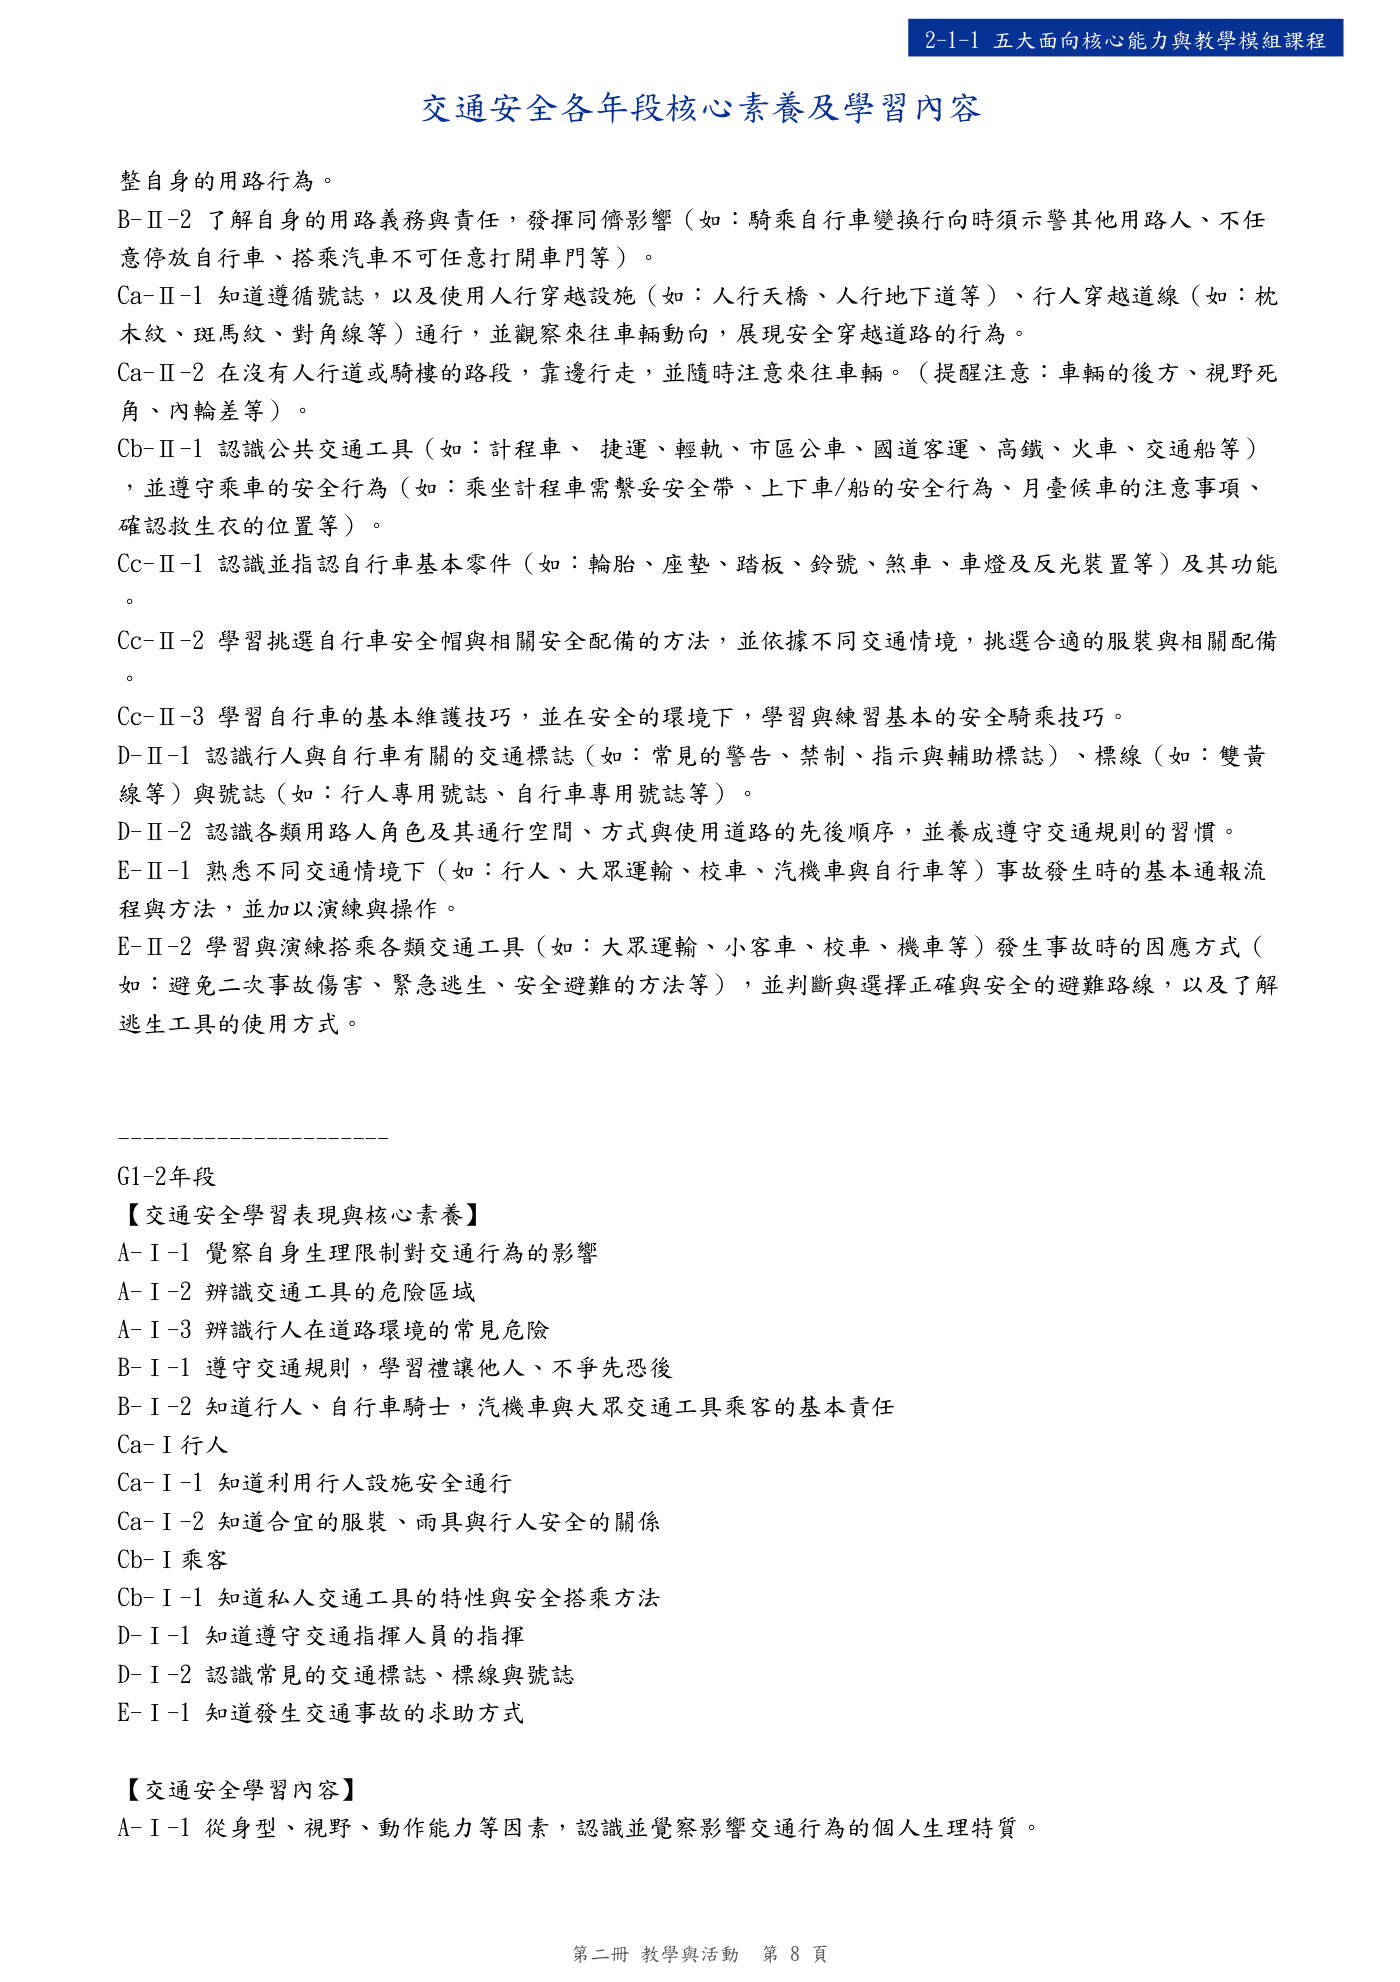 2-1-1 五大面向核心能力與教學模組課程
交通安全各年段核心素養及學習內容
整自身的用路行為。
B-Ⅱ-2 了解自身的用路義務與責任，發揮同儕影響（如：騎乘自行車變換行向時須示警其他用路人、不任
意停放自行車、搭乘汽車不可任意打開車門等）。
Ca-Ⅱ-1 知道遵循號誌，以及使用人行穿越設施（如：人行天橋、人行地下道等）、行人穿越道線（如：枕
木紋、斑馬紋、對角線等）通行，並觀察來往車輛動向，展現安全穿越道路的行為。
Ca-Ⅱ-2 在沒有人行道或騎樓的路段，靠邊行走，並隨時注意來往車輛。（提醒注意：車輛的後方、視野死
角、內輪差等）。
Cb-Ⅱ-1 認識公共交通工具（如：計程車、 捷運、輕軌、市區公車、國道客運、高鐵、火車、交通船等）
，並遵守乘車的安全行為（如：乘坐計程車需繫妥安全帶、上下車/船的安全行為、月臺候車的注意事項、
確認救生衣的位置等）。
Cc-Ⅱ-1 認識並指認自行車基本零件（如：輪胎、座墊、踏板、鈴號、煞車、車燈及反光裝置等）及其功能
。
Cc-Ⅱ-2 學習挑選自行車安全帽與相關安全配備的方法，並依據不同交通情境，挑選合適的服裝與相關配備
。
Cc-Ⅱ-3 學習自行車的基本維護技巧，並在安全的環境下，學習與練習基本的安全騎乘技巧。
D-Ⅱ-1 認識行人與自行車有關的交通標誌（如：常見的警告、禁制、指示與輔助標誌）、標線（如：雙黃
線等）與號誌（如：行人專用號誌、自行車專用號誌等）。
D-Ⅱ-2 認識各類用路人角色及其通行空間、方式與使用道路的先後順序，並養成遵守交通規則的習慣。
E-Ⅱ-1 熟悉不同交通情境下（如：行人、大眾運輸、校車、汽機車與自行車等）事故發生時的基本通報流
程與方法，並加以演練與操作。
E-Ⅱ-2 學習與演練搭乘各類交通工具（如：大眾運輸、小客車、校車、機車等）發生事故時的因應方式（
如：避免二次事故傷害、緊急逃生、安全避難的方法等），並判斷與選擇正確與安全的避難路線，以及了解
逃生工具的使用方式。
----------------------
G1-2年段
【交通安全學習表現與核心素養】
A-Ⅰ-1 覺察自身生理限制對交通行為的影響
A-Ⅰ-2 辨識交通工具的危險區域
A-Ⅰ-3 辨識行人在道路環境的常見危險
B-Ⅰ-1 遵守交通規則，學習禮讓他人、不爭先恐後
B-Ⅰ-2 知道行人、自行車騎士，汽機車與大眾交通工具乘客的基本責任
Ca-Ⅰ行人
Ca-Ⅰ-1 知道利用行人設施安全通行
Ca-Ⅰ-2 知道合宜的服裝、雨具與行人安全的關係
Cb-Ⅰ乘客
Cb-Ⅰ-1 知道私人交通工具的特性與安全搭乘方法
D-Ⅰ-1 知道遵守交通指揮人員的指揮
D-Ⅰ-2 認識常見的交通標誌、標線與號誌
E-Ⅰ-1 知道發生交通事故的求助方式
【交通安全學習內容】
A-Ⅰ-1 從身型、視野、動作能力等因素，認識並覺察影響交通行為的個人生理特質。
第二冊 教學與活動 第 8 頁